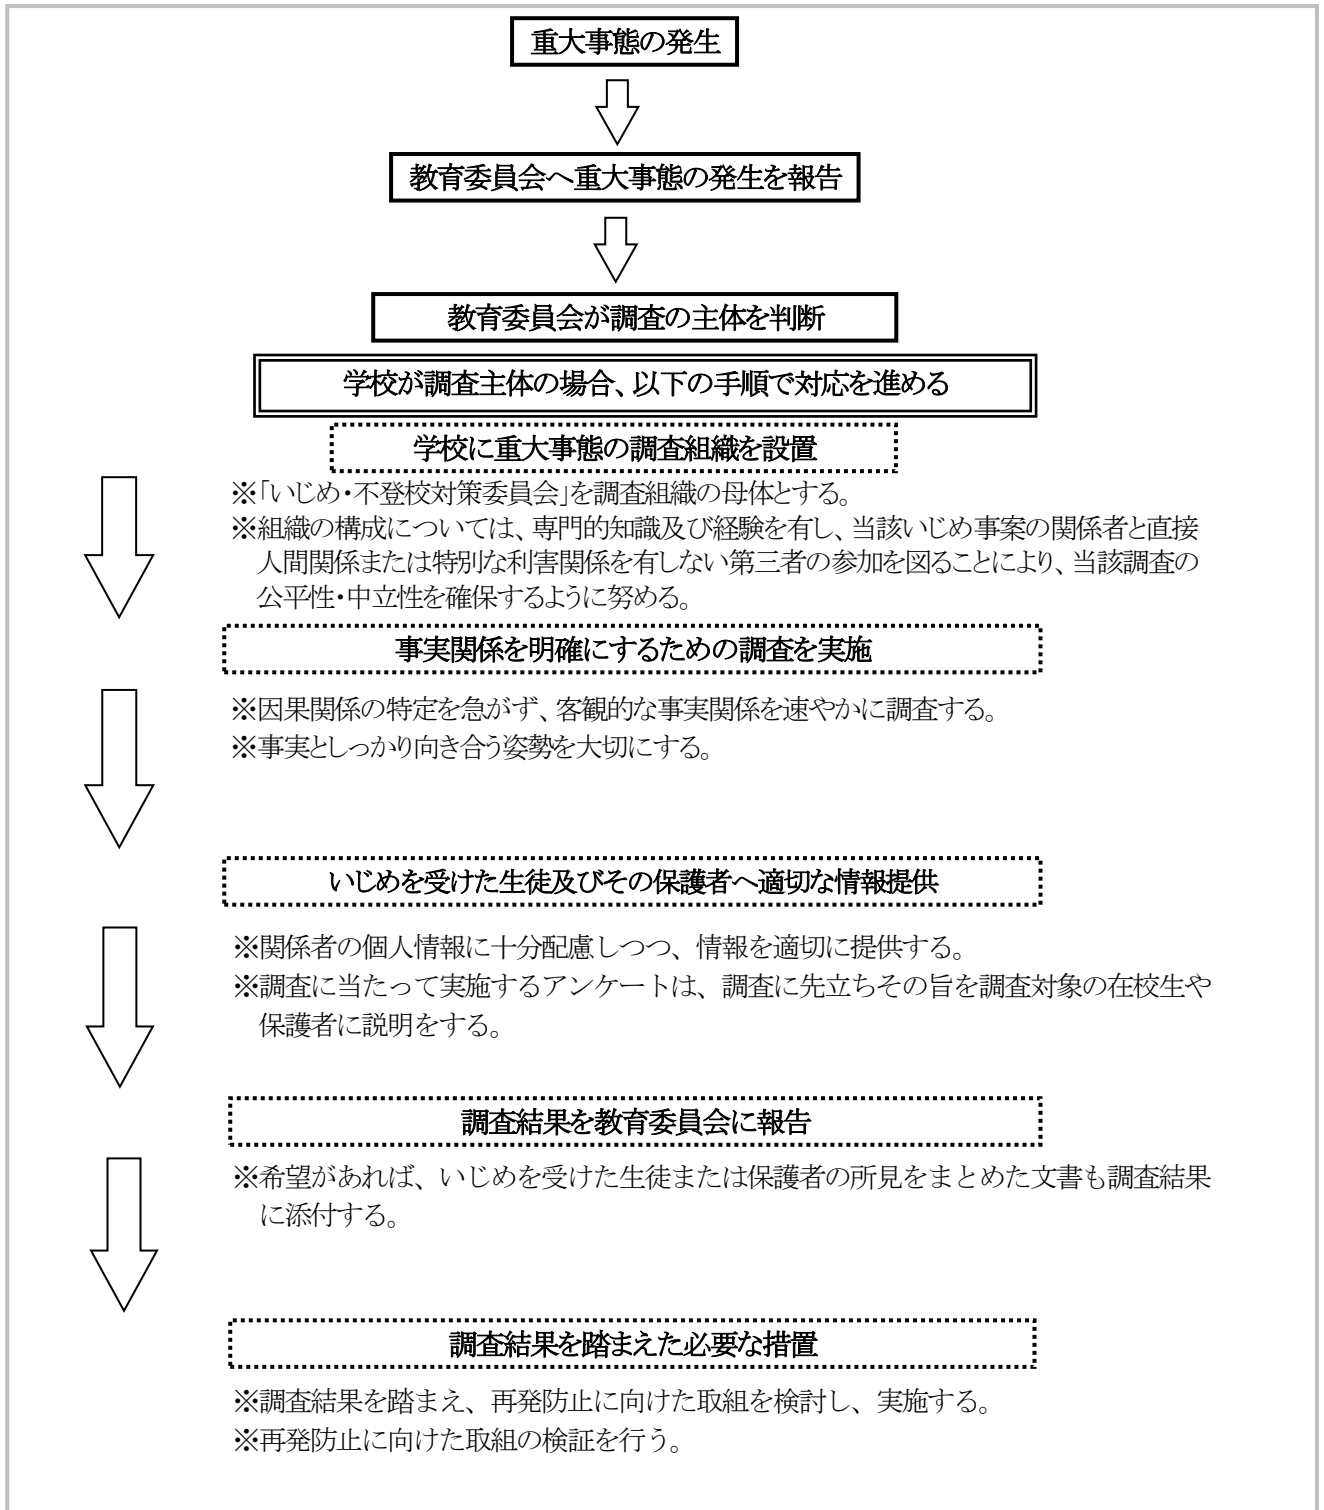 重大事態の発生
教育委員会へ重大事態の発生を報告
教育委員会が調査の主体を判断
学校が調査主体の場合、以下の手順で対応を進める
学校に重大事態の調査組織を設置
※「いじめ・不登校対策委員会」を調査組織の母体とする。
※組織の構成については、専門的知識及び経験を有し、当該いじめ事案の関係者と直接
人間関係または特別な利害関係を有しない第三者の参加を図ることにより、当該調査の
公平性・中立性を確保するように努める。
事実関係を明確にするための調査を実施
※因果関係の特定を急がず、客観的な事実関係を速やかに調査する。
※事実としっかり向き合う姿勢を大切にする。
いじめを受けた生徒及びその保護者へ適切な情報提供
※関係者の個人情報に十分配慮しつつ、情報を適切に提供する。
※調査に当たって実施するアンケートは、調査に先立ちその旨を調査対象の在校生や
保護者に説明をする。
調査結果を教育委員会に報告
※希望があれば、いじめを受けた生徒または保護者の所見をまとめた文書も調査結果
に添付する。
調査結果を踏まえた必要な措置
※調査結果を踏まえ、再発防止に向けた取組を検討し、実施する。
※再発防止に向けた取組の検証を行う。